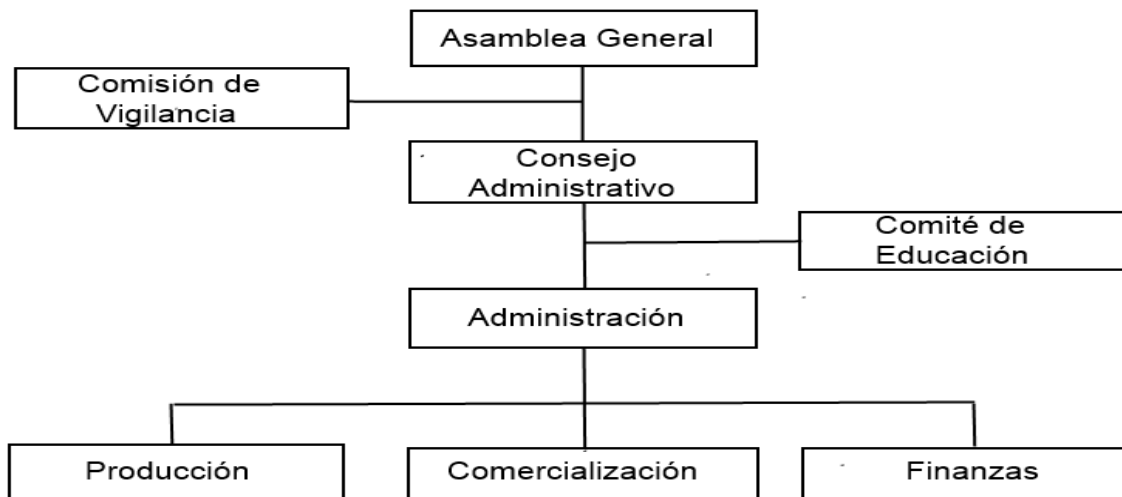 Asamblea General
Comisión de
Vigilancia
Consejo
Administrativo
Comité de
Educación
Administración
Producción
Comercialización
Finanzas